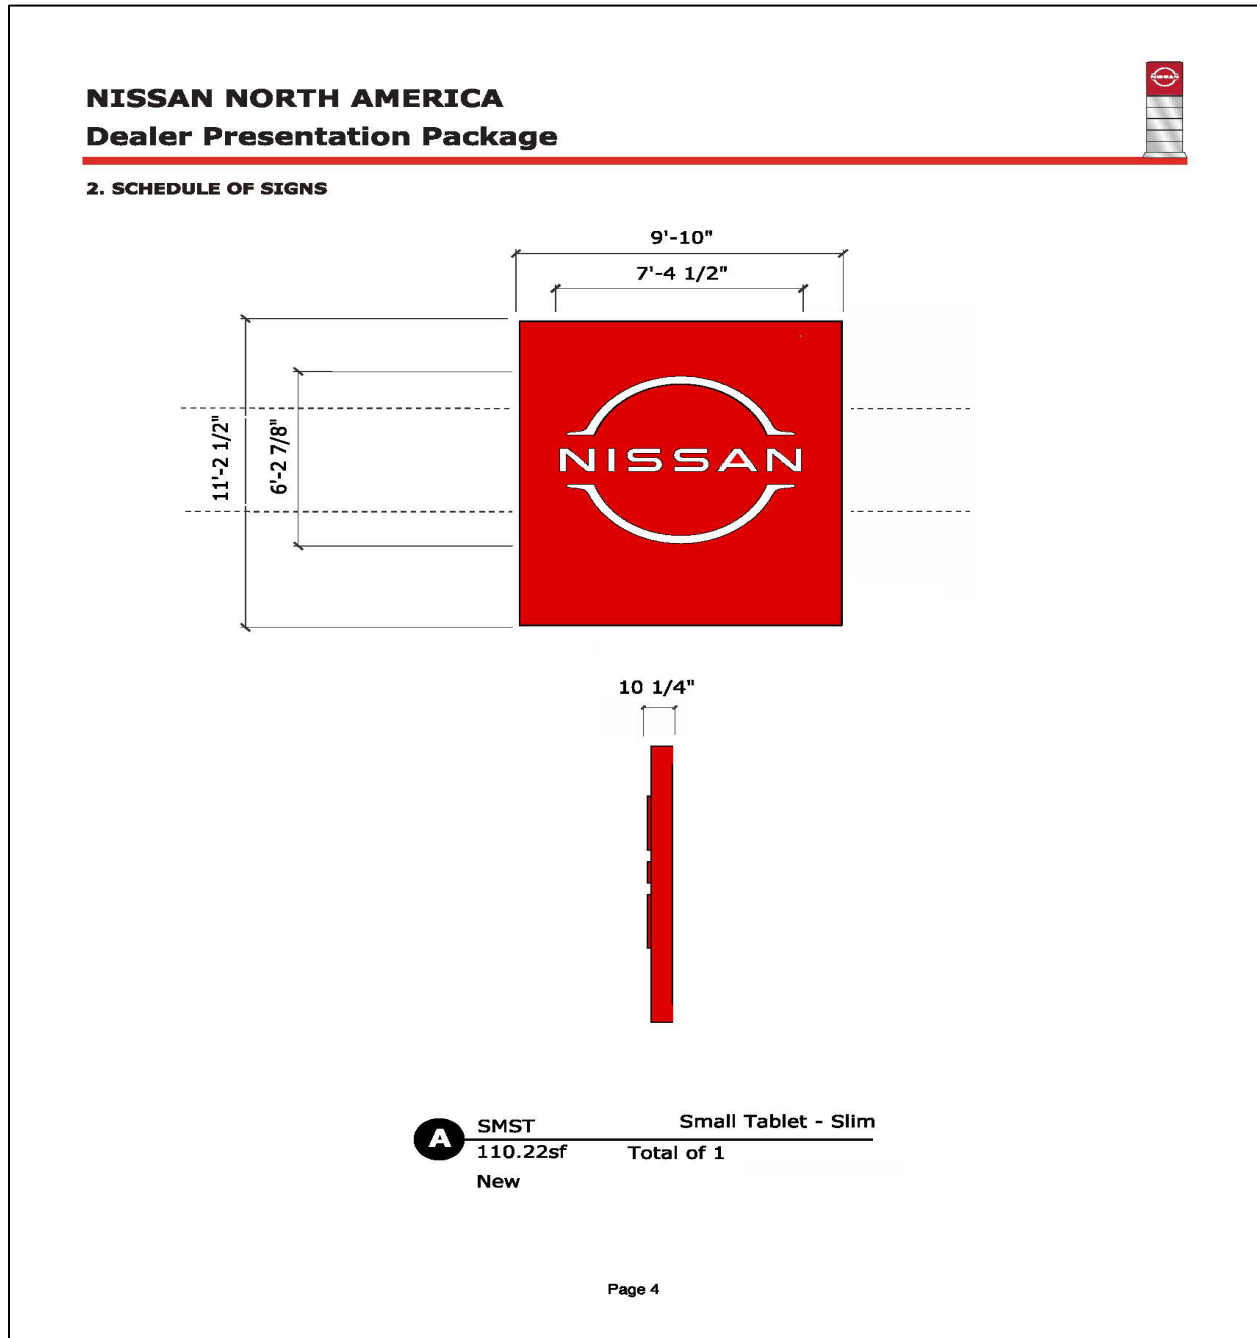 NISSAN NORTH AMERICA
Dealer Presentation Package
NISSAN
2. SCHEDULE OF SIGNS
9'-10"
7'-4 1/2"
11'-2 1/2"
6'-2 7/8"
NISSAN
10 1/4"
A
SMST
Small Tablet - Slim
110.22sf
Total of 1
New
Page 4